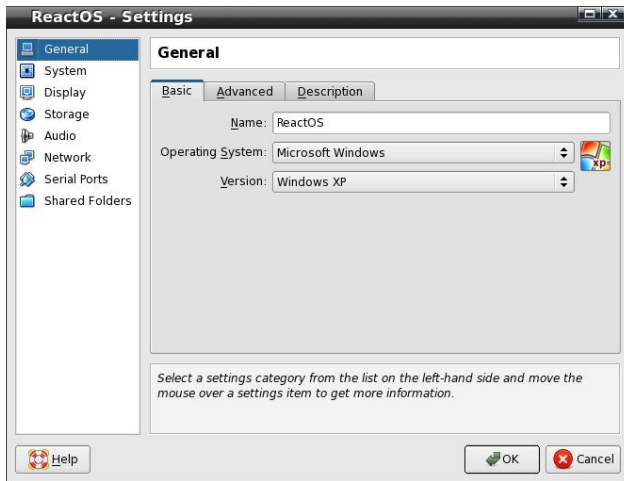 ReactOS - Settings
General
System
Display
Storage
Audio
Network
Serial Ports
Shared Folders
General
Basic Advanced Description
Name: ReactOS
Operating System: Microsoft Windows
xp
Version: Windows XP
Select a settings category from the list on the left-hand side and move the
mouse over a settings item to get more information.
Help
OK
Cancel